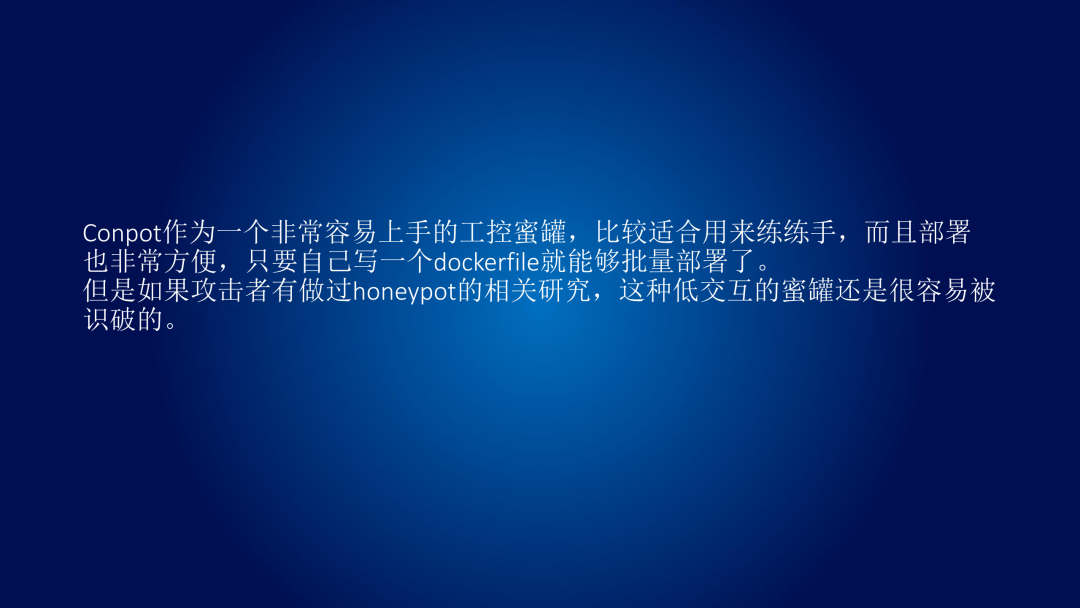 Conpot作为一个非常容易上手的工控蜜罐，比较适合用来练练手，而且部署
也非常方便，只要自己写一个dockerfile就能够批量部署了。
但是如果攻击者有做过honeypot的相关研究，这种低交互的蜜罐还是很容易被
识破的。